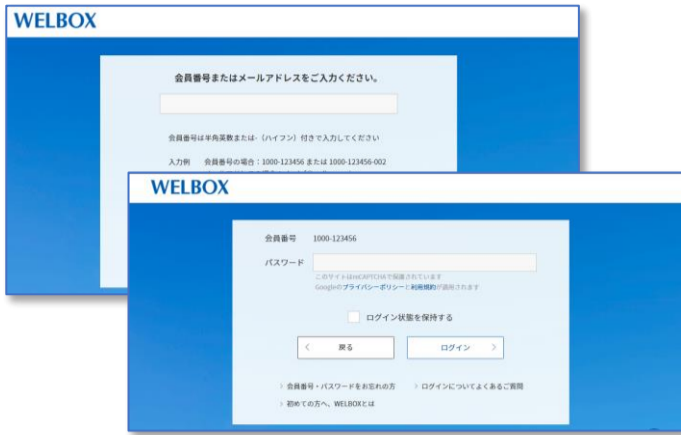 WELBOX
会員番号またはメールアドレスをご入力ください。
会員番号は半角英数または-（ハイフン）付きで入力してください
入力例 会員番号の場合：1000-123456 または 1000-123456-002
WELBOX
会員番号 1000-123456
パスワード
このサイトはreCAPTCHAで保護されています
Googleのプライバシーポリシーと利用規約が適用されます
ログイン状態を保持する
〈 戻る
ログイン 〉
› 会員番号・パスワードをお忘れの方 › ログインについてよくあるご質問
› 初めての方へ、WELBOXとは